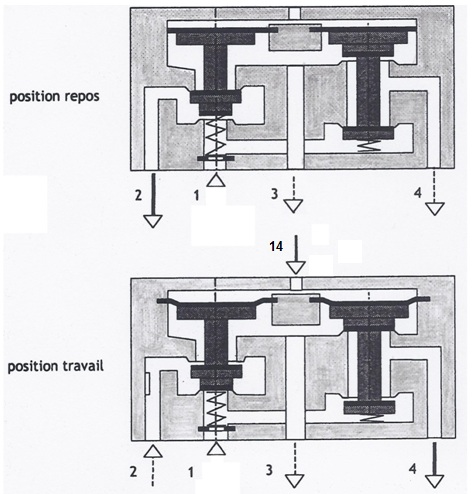 position repos
2 1 3 4
14
position travail
2 1 3 4